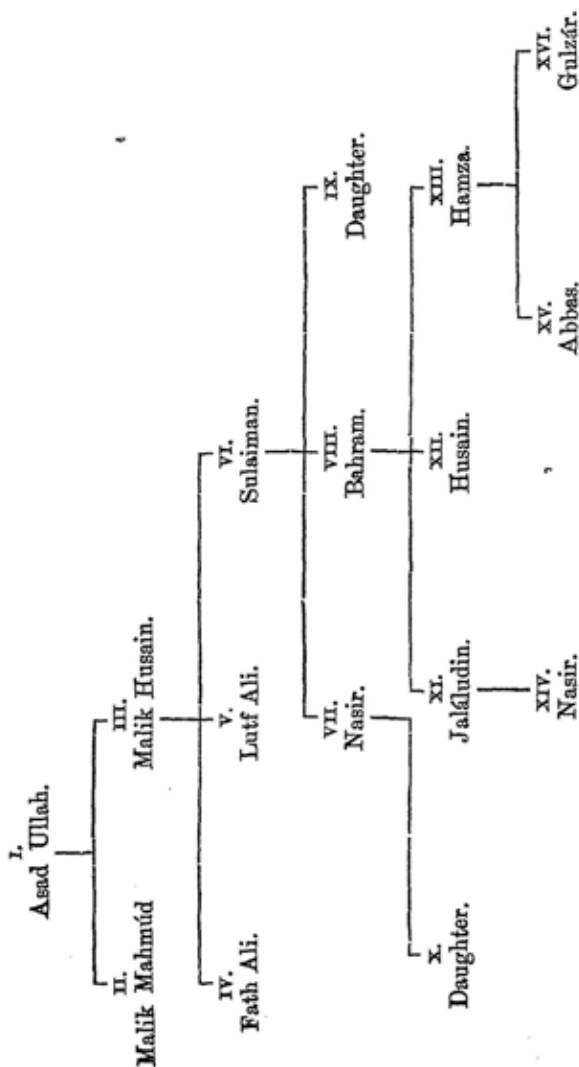 I.
Asad Ullah.
II.
Malik Mahmúd
III.
Malik Husain.
IV.
Fath Ali.
V.
Lutf Ali.
VI.
Sulaiman.
VII.
Nasir.
VIII.
Bahram.
IX.
Daughter.
X.
Daughter.
XI.
Jaláludin.
XII.
Husain.
XIII.
Hamza.
XIV.
Nasir.
XV.
Abbas.
XVI.
Gulzár.